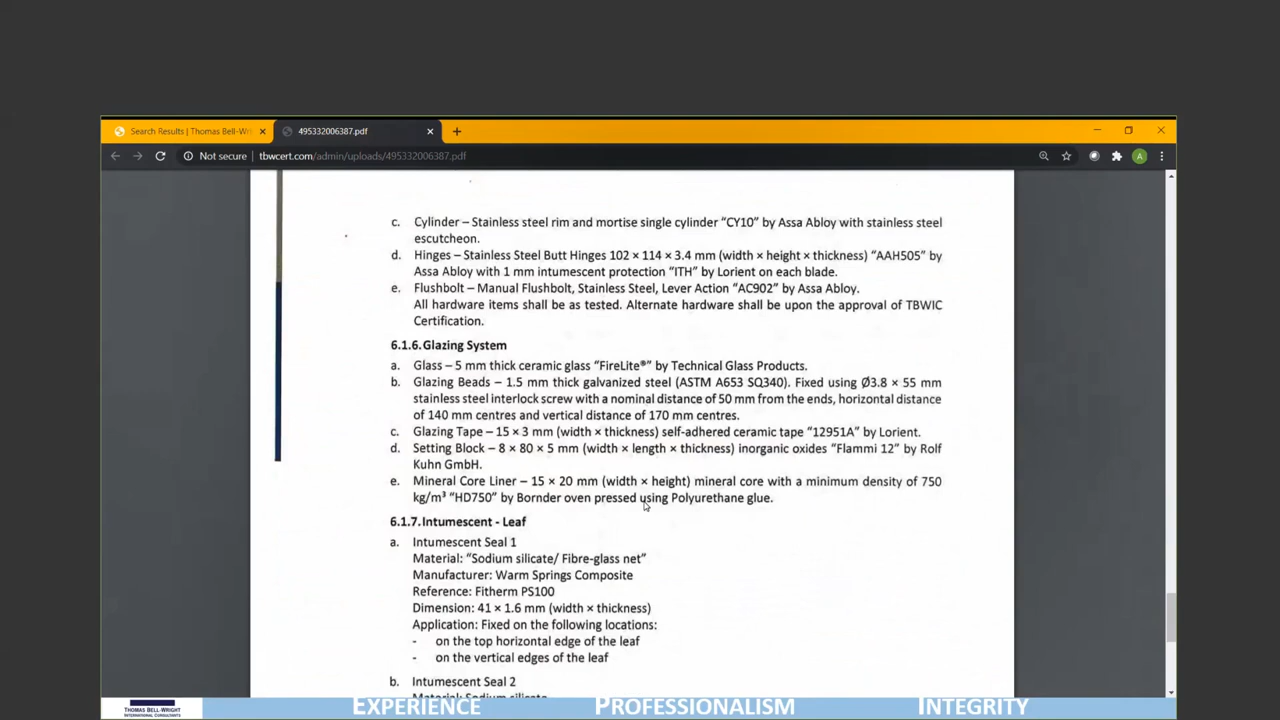 Search Results | Thomas Bell-Wri
495332006387.pdf
Not secure
tbwcert.com/admin/uploads/495332006387.pdf
A
c. Cylinder – Stainless steel rim and mortise single cylinder “CY10” by Assa Abloy with stainless steel
escutcheon.
d. Hinges – Stainless Steel Butt Hinges 102 × 114 × 3.4 mm (width × height × thickness) “AAH505” by
Assa Abloy with 1 mm intumescent protection “ITH” by Lorient on each blade.
e. Flushbolt – Manual Flushbolt, Stainless Steel, Lever Action “AC902” by Assa Abloy.
All hardware items shall be as tested. Alternate hardware shall be upon the approval of TBWIC
Certification.
6.1.6. Glazing System
a. Glass – 5 mm thick ceramic glass “FireLite®” by Technical Glass Products.
b. Glazing Beads – 1.5 mm thick galvanized steel (ASTM A653 SQ340). Fixed using Ø3.8 × 55 mm
stainless steel interlock screw with a nominal distance of 50 mm from the ends, horizontal distance
of 140 mm centres and vertical distance of 170 mm centres.
c. Glazing Tape – 15 × 3 mm (width × thickness) self-adhered ceramic tape “12951A” by Lorient.
d. Setting Block – 8 × 80 × 5 mm (width × length × thickness) inorganic oxides “Flammi 12” by Rolf
Kuhn GmbH.
e. Mineral Core Liner – 15 × 20 mm (width × height) mineral core with a minimum density of 750
kg/m³ “HD750” by Bornder oven pressed using Polyurethane glue.
6.1.7. Intumescent - Leaf
a. Intumescent Seal 1
Material: “Sodium silicate/ Fibre-glass net”
Manufacturer: Warm Springs Composite
Reference: Fitherm PS100
Dimension: 41 × 1.6 mm (width × thickness)
Application: Fixed on the following locations:
- on the top horizontal edge of the leaf
- on the vertical edges of the leaf
b. Intumescent Seal 2
Material: Sodium silicate
THOMAS BELL-WRIGHT
INTERNATIONAL CONSULTANTS
EXPERIENCE PROFESSIONALISM INTEGRITY